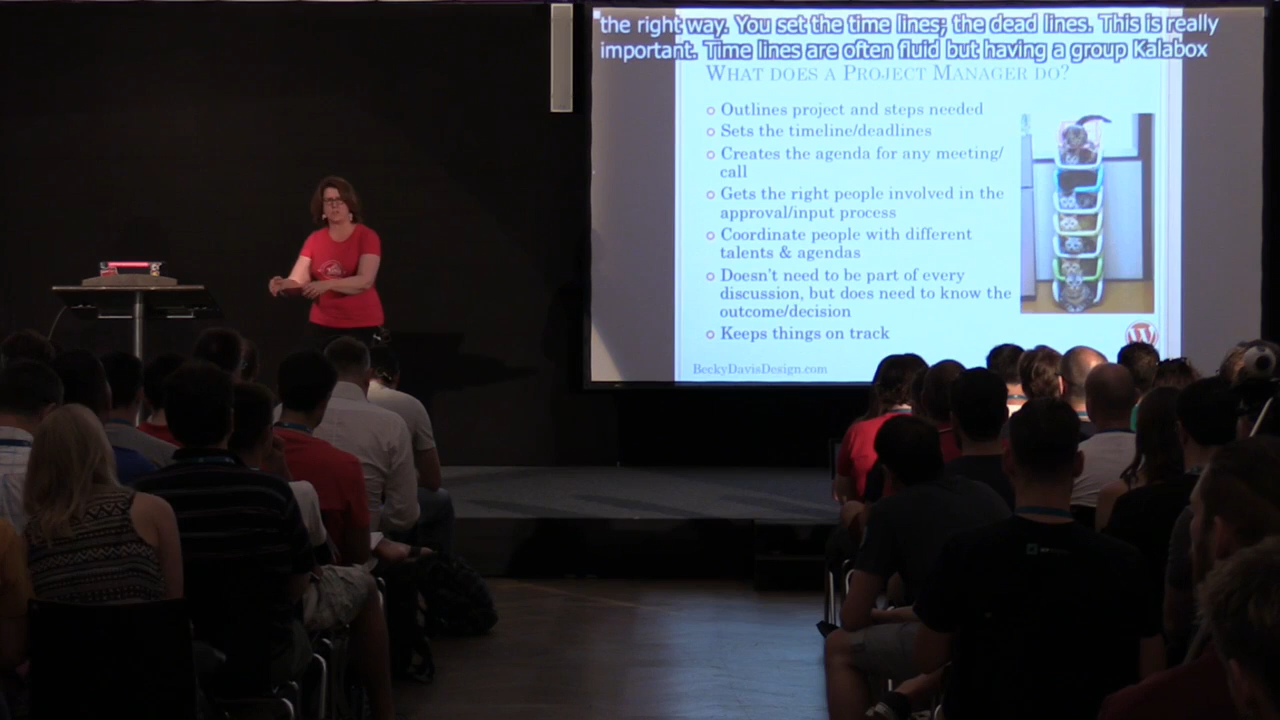 the right way. You set the time lines; the dead lines. This is really
important. Time lines are often fluid but having a group Kalabox
WHAT DOES A PROJECT MANAGER DO?
Outlines project and steps needed
Sets the timeline/deadlines
Creates the agenda for any meeting/
call
Gets the right people involved in the
approval/input process
Coordinate people with different
talents & agendas
Doesn't need to be part of every
discussion, but does need to know the
outcome/decision
Keeps things on track
BeckyDavisDesign.com